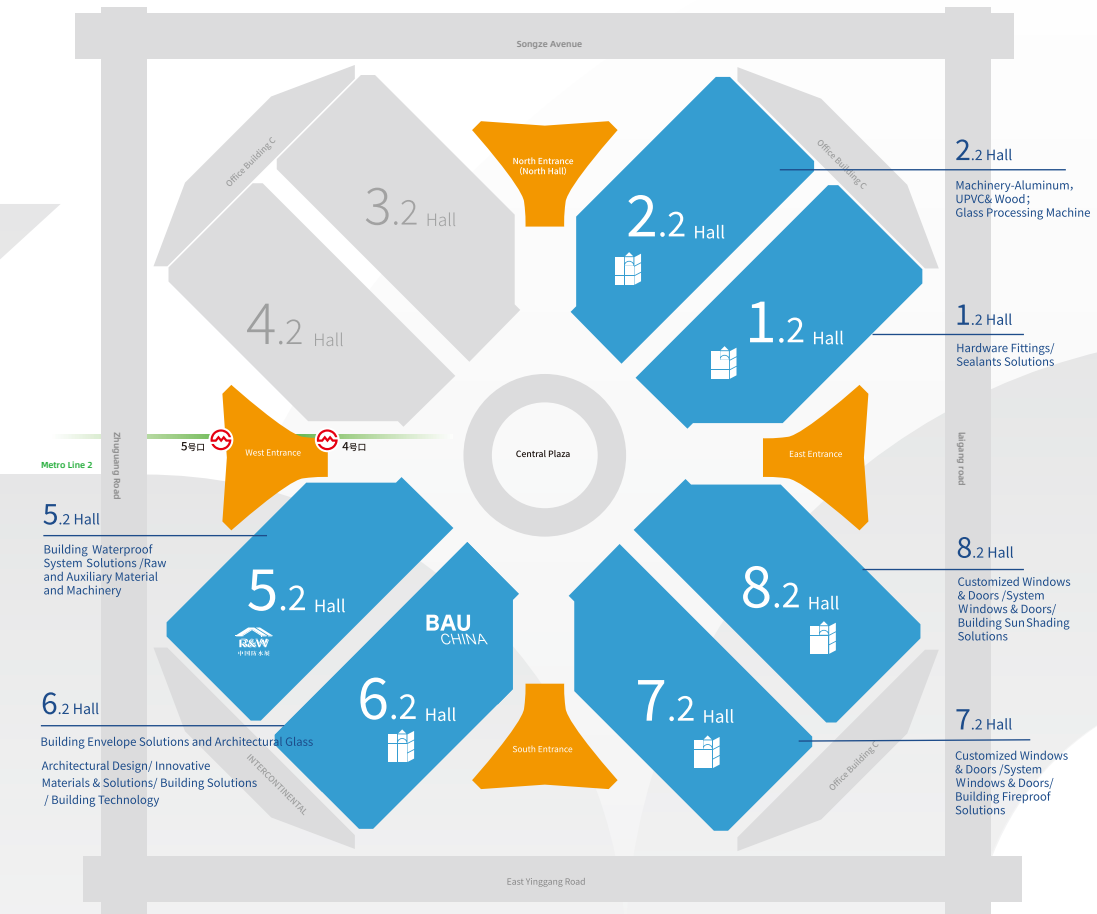 Songze Avenue
Office Building C
3.2 Hall
4.2 Hall
North Entrance
(North Hall)
2.2 Hall
1.2 Hall
Office Building C
2.2 Hall
Machinery-Aluminum，
UPVC& Wood；
Glass Processing Machine
1.2 Hall
Hardware Fittings/
Sealants Solutions
Zhuguang Road
Metro Line 2
5号口
4号口
West Entrance
Central Plaza
East Entrance
laigang road
5.2 Hall
Building Waterproof
System Solutions /Raw
and Auxiliary Material
and Machinery
5.2 Hall
R&W
中国防水展
BAU
CHINA
6.2 Hall
8.2 Hall
8.2 Hall
Customized Windows
& Doors /System
Windows & Doors/
Building Sun Shading
Solutions
6.2 Hall
Building Envelope Solutions and Architectural Glass
Architectural Design/ Innovative
Materials & Solutions/ Building Solutions
/ Building Technology
INTERCONTINENTAL
South Entrance
7.2 Hall
Office Building C
7.2 Hall
Customized Windows
& Doors /System
Windows & Doors/
Building Fireproof
Solutions
East Yinggang Road